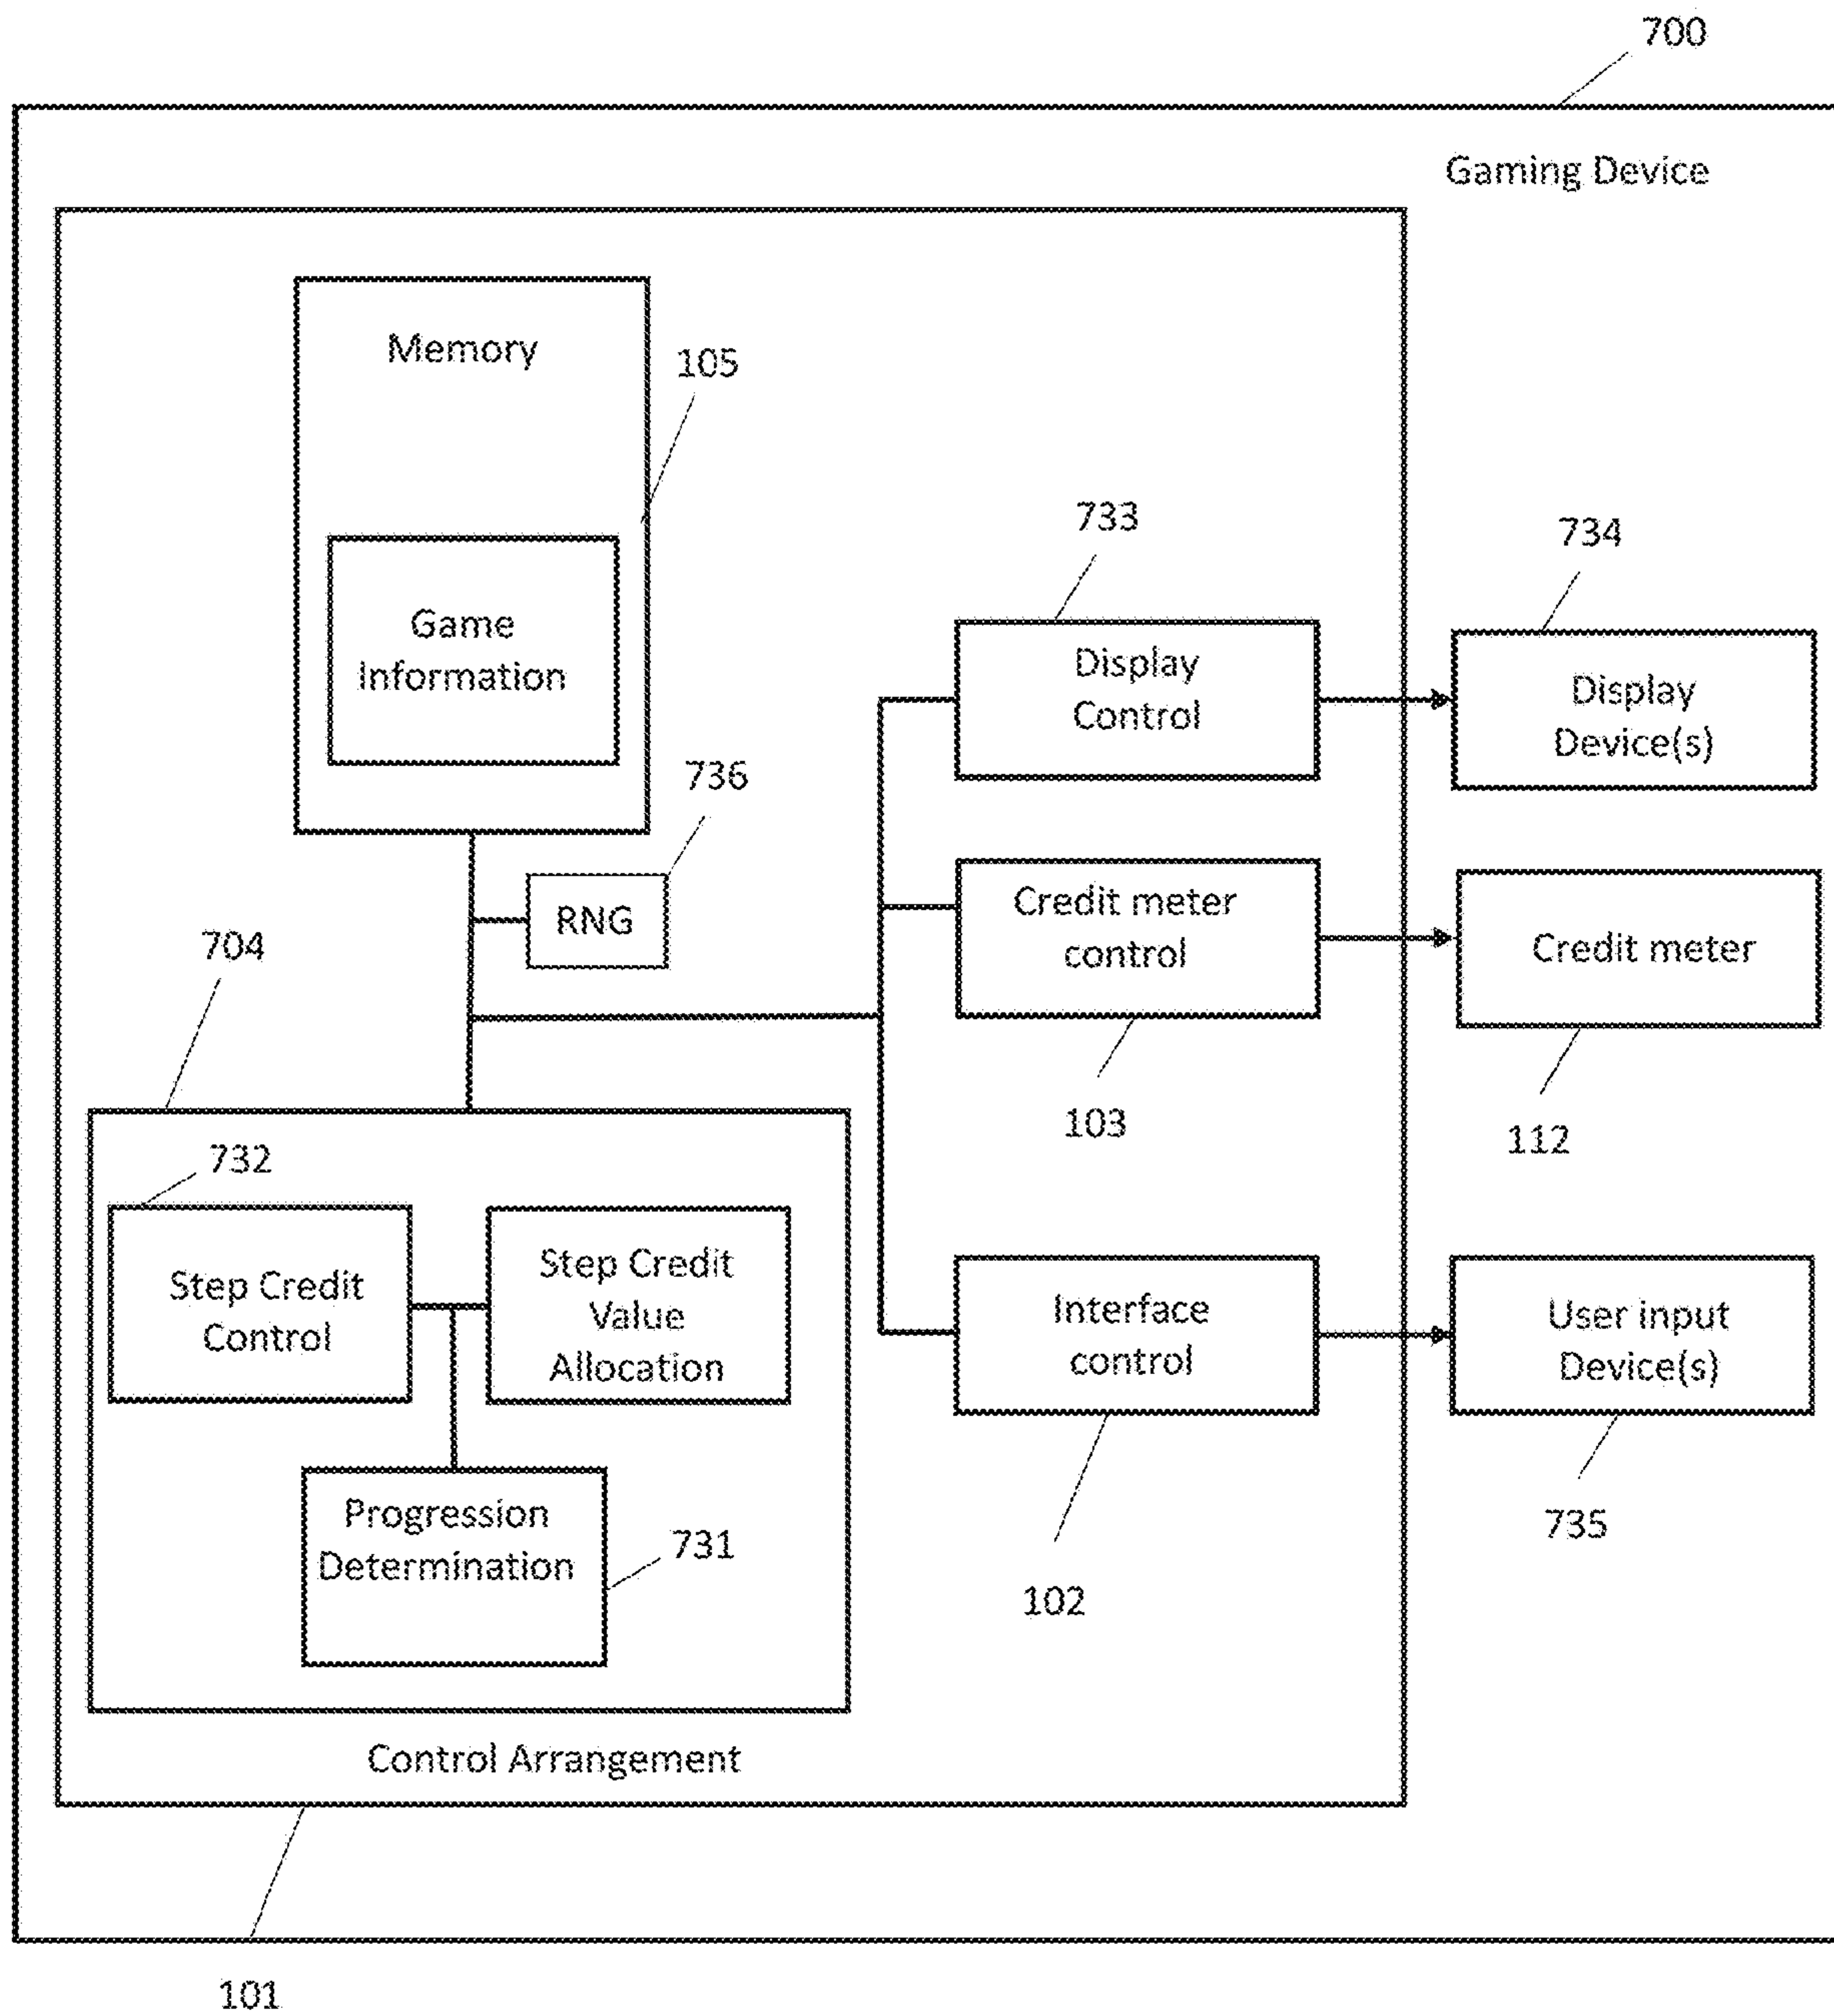 700
Gaming Device
Memory
105
Game
Information
733
734
Display
Control
Display
Device(s)
736
RNG
Credit meter
control
Credit meter
704
103
112
732
Step Credit
Control
Step Credit
Value
Allocation
Interface
control
User input
Device(s)
Progression
Determination
731
735
102
Control Arrangement
101